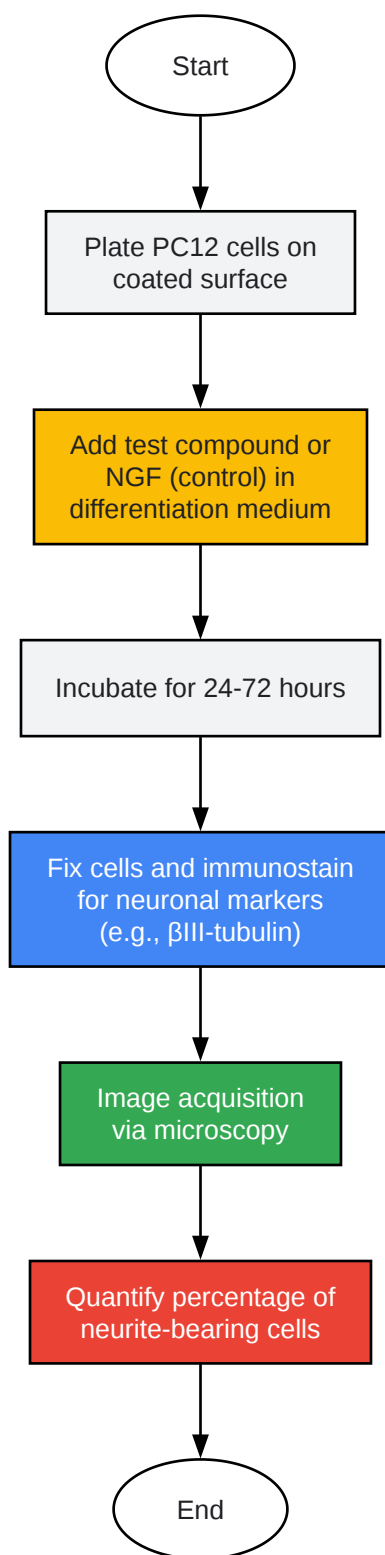 Start
Plate PC12 cells on
coated surface
Add test compound or
NGF (control) in
differentiation medium
Incubate for 24-72 hours
Fix cells and immunostain
for neuronal markers
(e.g., βIII-tubulin)
Image acquisition
via microscopy
Quantify percentage of
neurite-bearing cells
End